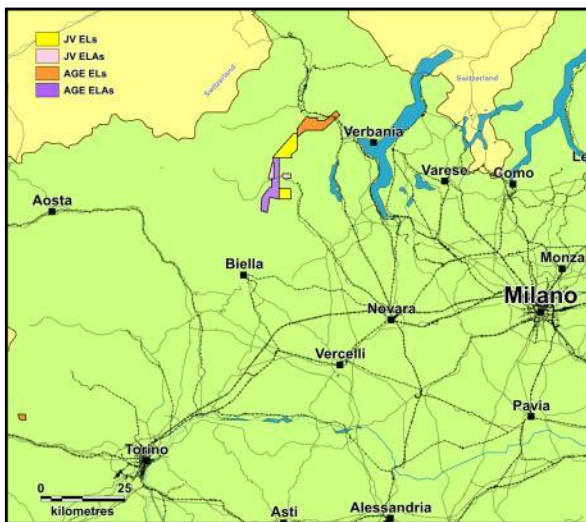 JV ELs
JV ELAs
AGE ELs
AGE ELAs
Switzerland
Switzerland
Verbania
Varese
Como
Le
Aosta
Biella
Monza
Milano
Novara
Vercelli
Pavia
Torino
0 25
kilometres
Asti
Alessandria